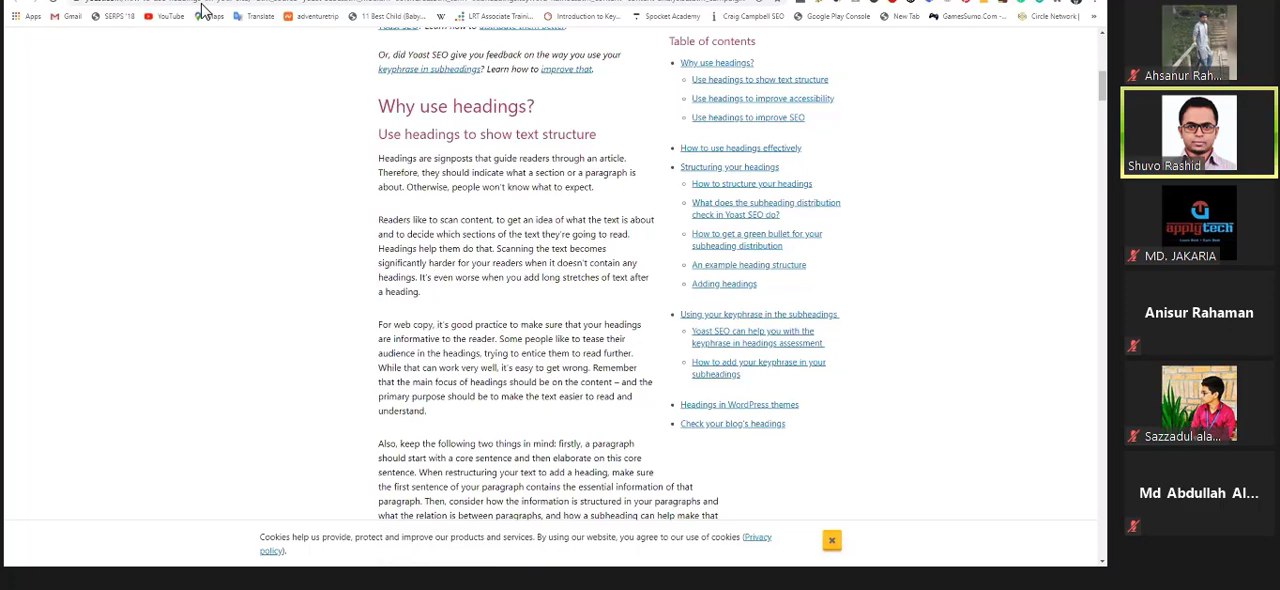 Apps
Gmail
SERPS '18
YouTube
Maps
Translate
adventuretrip
11 Best Child (Baby...
LRT Associate Traini...
Introduction to Key...
Spocket Academy
Craig Campbell SEO
Google Play Console
New Tab
GamesSumo.Com -...
Circle Network |...
»
Yoast SEO? Learn how to distribute them better.
Or, did Yoast SEO give you feedback on the way you use your
keyphrase in subheadings? Learn how to improve that.
Why use headings?
Use headings to show text structure
Headings are signposts that guide readers through an article.
Therefore, they should indicate what a section or a paragraph is
about. Otherwise, people won't know what to expect.
Readers like to scan content, to get an idea of what the text is about
and to decide which sections of the text they're going to read.
Headings help them do that. Scanning the text becomes
significantly harder for your readers when it doesn't contain any
headings. It's even worse when you add long stretches of text after
a heading.
For web copy, it's good practice to make sure that your headings
are informative to the reader. Some people like to tease their
audience in the headings, trying to entice them to read further.
While that can work very well, it's easy to get wrong. Remember
that the main focus of headings should be on the content – and the
primary purpose should be to make the text easier to read and
understand.
Also, keep the following two things in mind: firstly, a paragraph
should start with a core sentence and then elaborate on this core
sentence. When restructuring your text to add a heading, make sure
the first sentence of your paragraph contains the essential information of that
paragraph. Then, consider how the information is structured in your paragraphs and
what the relation is between paragraphs, and how a subheading can help make that
Table of contents
Why use headings?
Use headings to show text structure
Use headings to improve accessibility
Use headings to improve SEO
How to use headings effectively
Structuring your headings
How to structure your headings
What does the subheading distribution
check in Yoast SEO do?
How to get a green bullet for your
subheading distribution
An example heading structure
Adding headings
Using your keyphrase in the subheadings
Yoast SEO can help you with the
keyphrase in headings assessment
How to add your keyphrase in your
subheadings
Headings in WordPress themes
Check your blog's headings
Cookies help us provide, protect and improve our products and services. By using our website, you agree to our use of cookies (Privacy
policy).
Ahsanur Rah...
Shuvo Rashid
applytech
MD. JAKARIA
Anisur Rahaman
Sazzadul ala...
Md Abdullah Al...